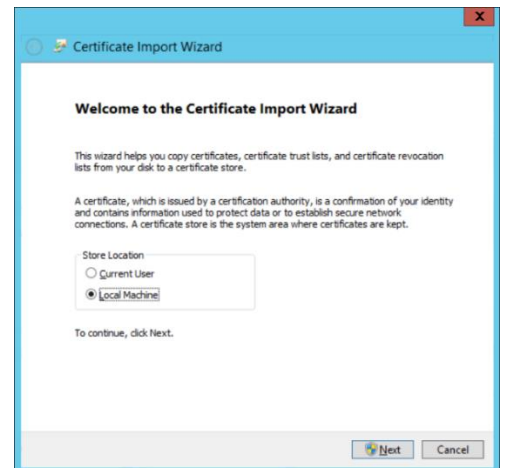 x
Certificate Import Wizard
Welcome to the Certificate Import Wizard
This wizard helps you copy certificates, certificate trust lists, and certificate revocation
lists from your disk to a certificate store.
A certificate, which is issued by a certification authority, is a confirmation of your identity
and contains information used to protect data or to establish secure network
connections. A certificate store is the system area where certificates are kept.
Store Location
Current User
Local Machine
To continue, click Next.
Next Cancel